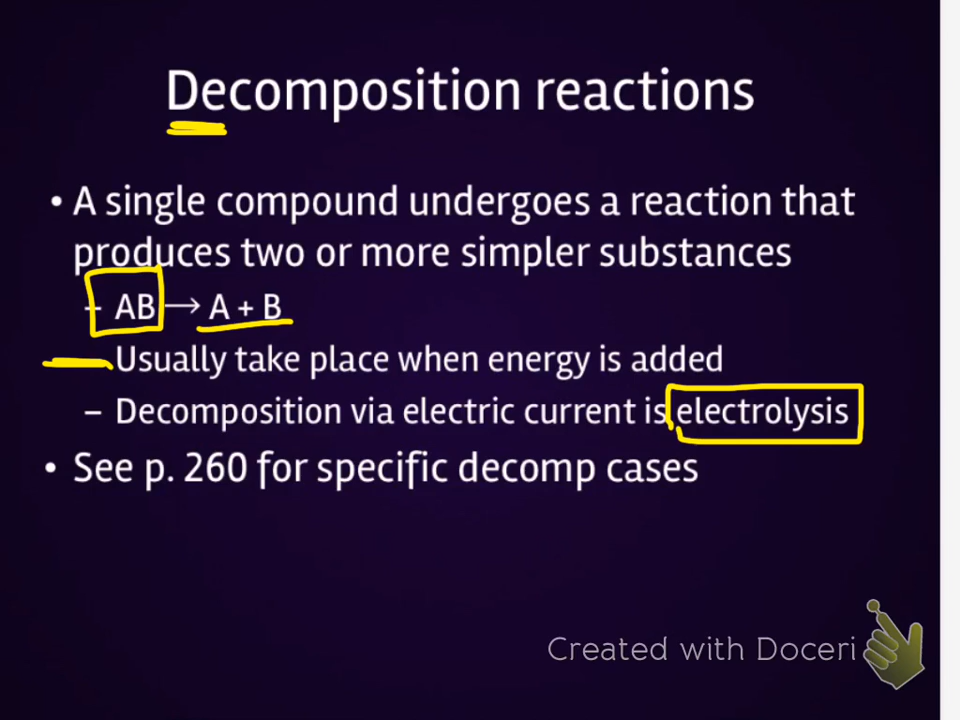 Decomposition reactions
• A single compound undergoes a reaction that
produces two or more simpler substances
– AB → A + B
Usually take place when energy is added
– Decomposition via electric current is electrolysis
• See p. 260 for specific decomp cases
Created with Doceri